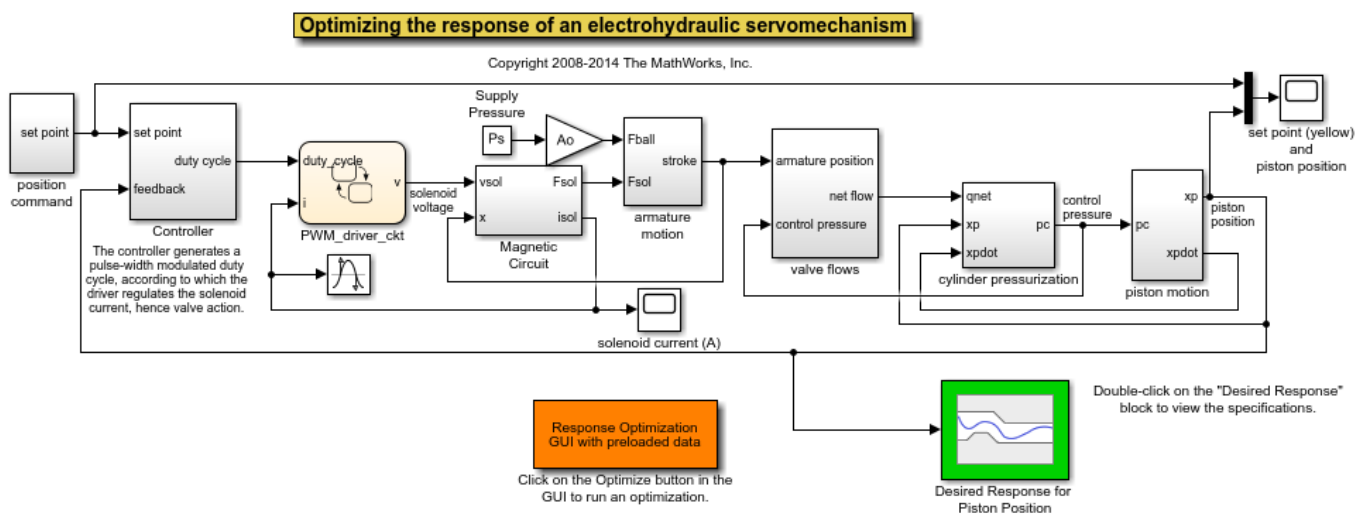 Optimizing the response of an electrohydraulic servomechanism
Copyright 2008-2014 The MathWorks, Inc.
set point
position
command
set point
duty cycle
feedback
Controller
The controller generates a
pulse-width modulated duty
cycle, according to which the
driver regulates the solenoid
current, hence valve action.
duty_cycle
v
i
PWM_driver_ckt
solenoid
voltage
Supply
Pressure
Ps
Ao
vsol
Fsol
x
isol
Magnetic
Circuit
Fball
stroke
Fsol
armature
motion
solenoid current (A)
armature position
net flow
control pressure
valve flows
qnet
xp
pc
xpdot
cylinder pressurization
control
pressure
xp
pc
xpdot
piston motion
piston
position
set point (yellow)
and
piston position
Response Optimization
GUI with preloaded data
Click on the Optimize button in the
GUI to run an optimization.
Desired Response for
Piston Position
Double-click on the "Desired Response"
block to view the specifications.